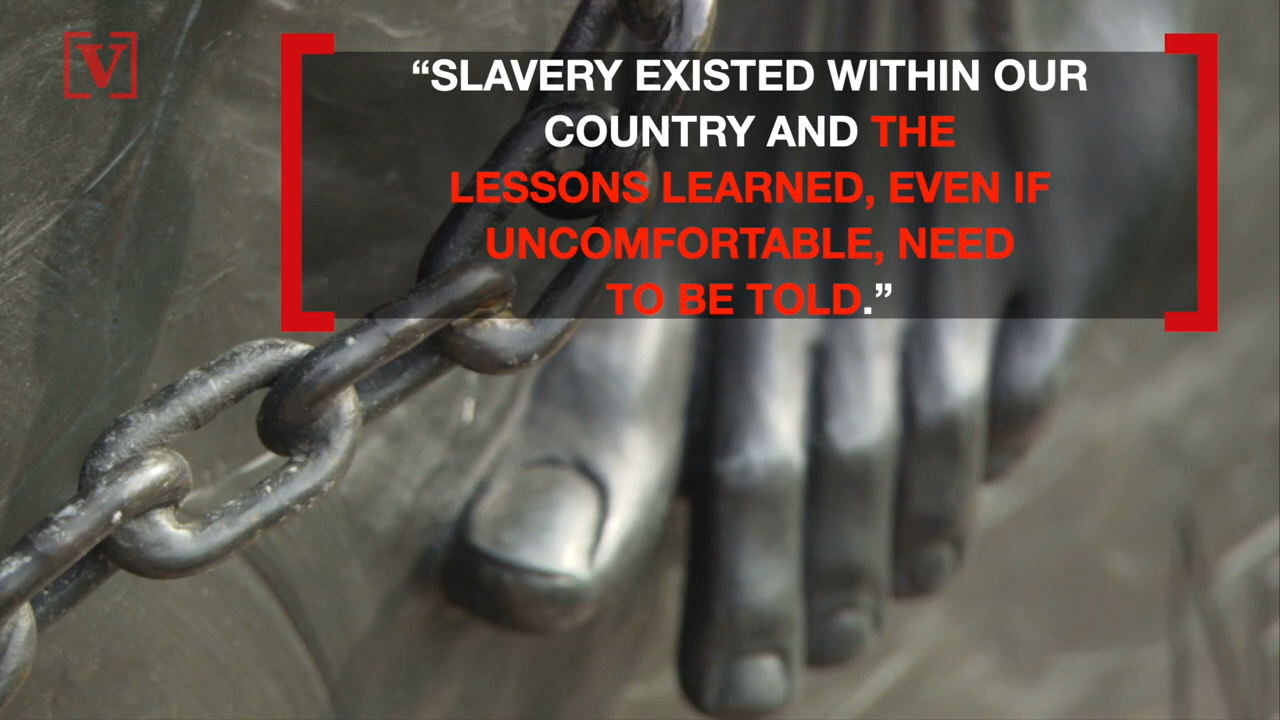 V
“SLAVERY EXISTED WITHIN OUR
COUNTRY AND THE
LESSONS LEARNED, EVEN IF
UNCOMFORTABLE, NEED
TO BE TOLD.”